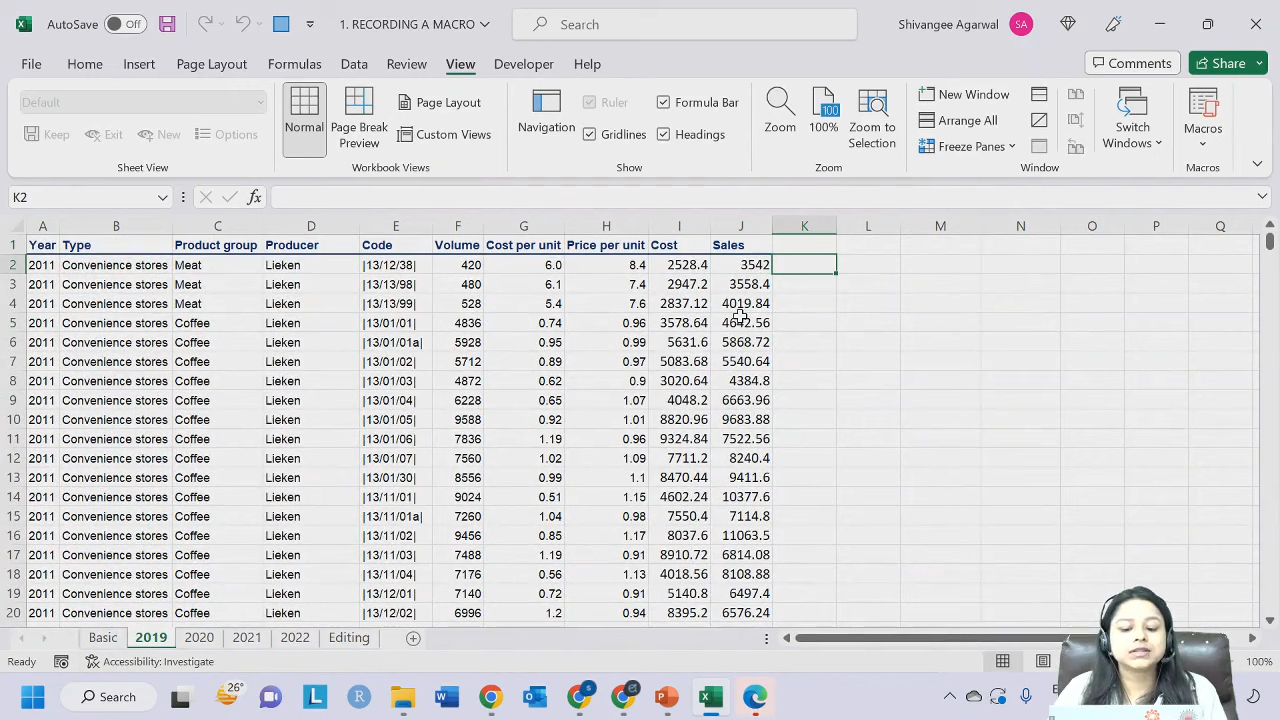 AutoSave Off 1. RECORDING A MACRO Search Shivangee Agarwal SA
File Home Insert Page Layout Formulas Data Review View Developer Help Comments Share
Default
Keep Exit New Options
Sheet View
Normal
Page Break Preview
Page Layout
Custom Views
Workbook Views
Navigation
Ruler
Gridlines
Formula Bar
Headings
Show
Zoom
100
100%
Zoom to Selection
Zoom
New Window
Arrange All
Freeze Panes
Switch Windows
Window
Macros
Macros
K2 fx
A B C D E F G H I J K L M N O P Q
1 Year Type Product group Producer Code Volume Cost per unit Price per unit Cost Sales
2 2011 Convenience stores Meat Lieken |13/12/38| 420 6.0 8.4 2528.4 3542
3 2011 Convenience stores Meat Lieken |13/13/98| 480 6.1 7.4 2947.2 3558.4
4 2011 Convenience stores Meat Lieken |13/13/99| 528 5.4 7.6 2837.12 4019.84
5 2011 Convenience stores Coffee Lieken |13/01/01| 4836 0.74 0.96 3578.64 4642.56
6 2011 Convenience stores Coffee Lieken |13/01/01a| 5928 0.95 0.99 5631.6 5868.72
7 2011 Convenience stores Coffee Lieken |13/01/02| 5712 0.89 0.97 5083.68 5540.64
8 2011 Convenience stores Coffee Lieken |13/01/03| 4872 0.62 0.9 3020.64 4384.8
9 2011 Convenience stores Coffee Lieken |13/01/04| 6228 0.65 1.07 4048.2 6663.96
10 2011 Convenience stores Coffee Lieken |13/01/05| 9588 0.92 1.01 8820.96 9683.88
11 2011 Convenience stores Coffee Lieken |13/01/06| 7836 1.19 0.96 9324.84 7522.56
12 2011 Convenience stores Coffee Lieken |13/01/07| 7560 1.02 1.09 7711.2 8240.4
13 2011 Convenience stores Coffee Lieken |13/01/30| 8556 0.99 1.1 8470.44 9411.6
14 2011 Convenience stores Coffee Lieken |13/11/01| 9024 0.51 1.15 4602.24 10377.6
15 2011 Convenience stores Coffee Lieken |13/11/01a| 7260 1.04 0.98 7550.4 7114.8
16 2011 Convenience stores Coffee Lieken |13/11/02| 9456 0.85 1.17 8037.6 11063.5
17 2011 Convenience stores Coffee Lieken |13/11/03| 7488 1.19 0.91 8910.72 6814.08
18 2011 Convenience stores Coffee Lieken |13/11/04| 7176 0.56 1.13 4018.56 8108.88
19 2011 Convenience stores Coffee Lieken |13/12/01| 7140 0.72 0.91 5140.8 6497.4
20 2011 Convenience stores Coffee Lieken |13/12/02| 6996 1.2 0.94 8395.2 6576.24
Basic 2019 2020 2021 2022 Editing
Ready Accessibility: Investigate 100%
Search 26°